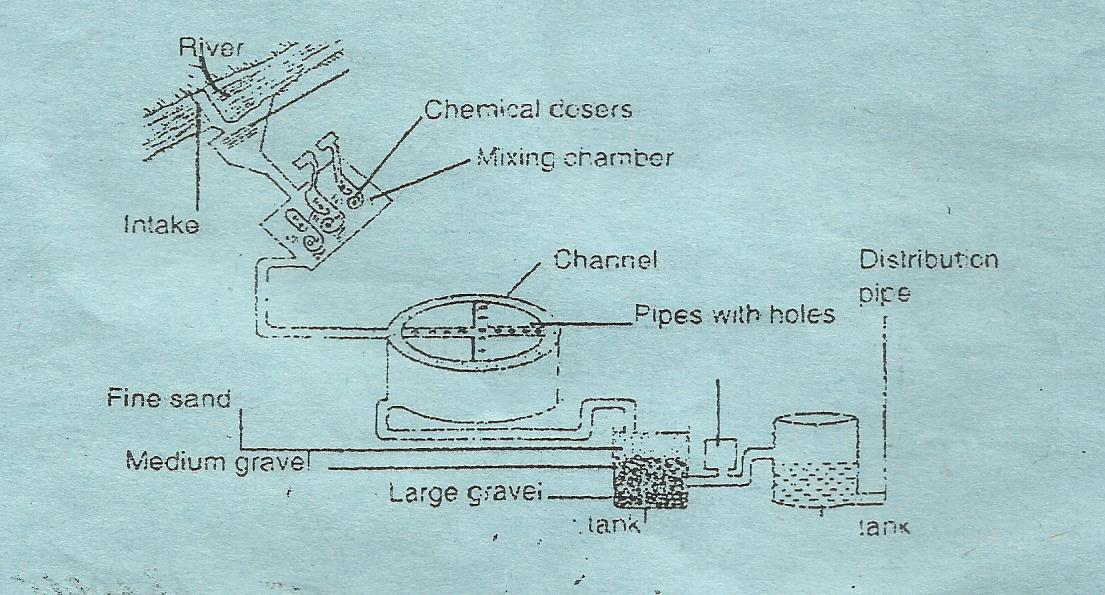 River
Chemical dosers
Mixing chamber
Intake
Channel
Distribution
pipe
Pipes with holes
Fine sand
Medium gravel
Large gravel
tank
tank